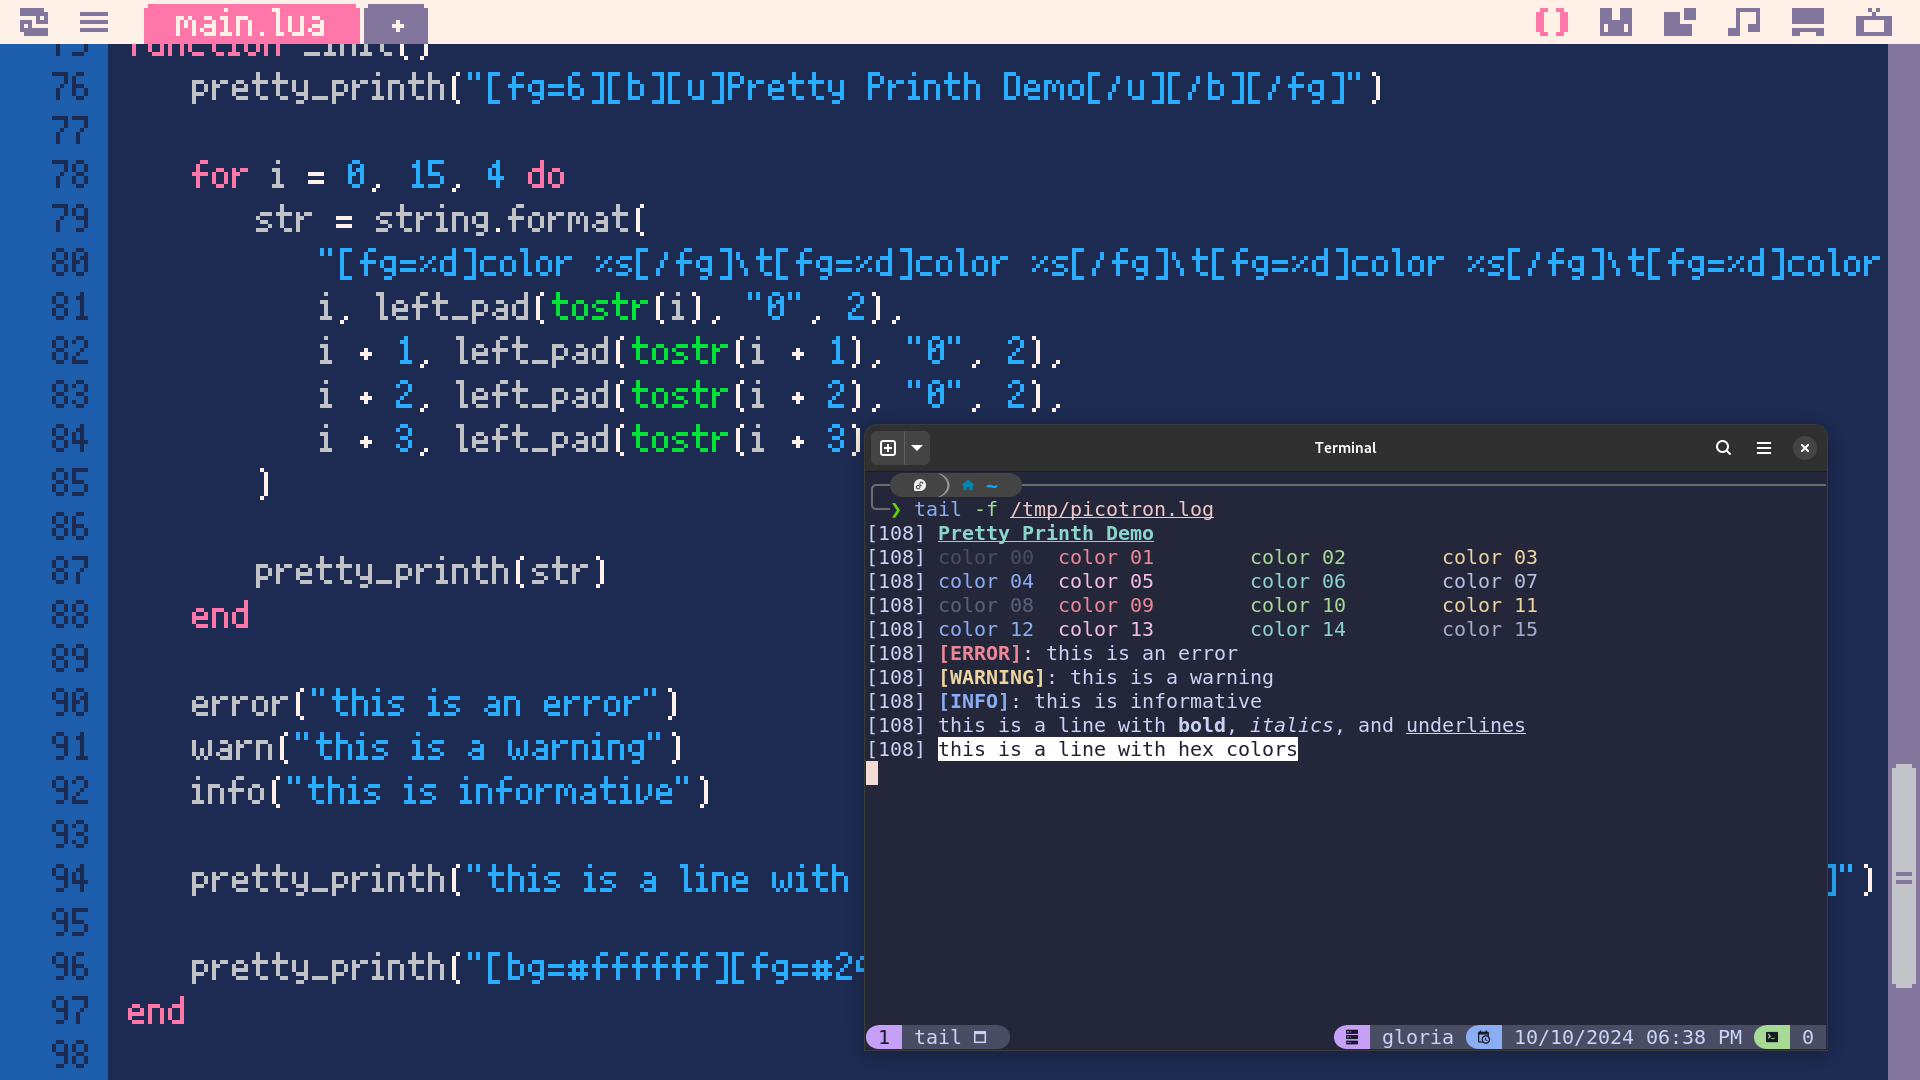 main.lua
+
75 function _init()
76 pretty_printh("[fg=6][b][u]Pretty Printh Demo[/u][/b][/fg]")
77
78 for i = 0, 15, 4 do
79 str = string.format(
80 "[fg=%d]color %s[/fg]\t[fg=%d]color %s[/fg]\t[fg=%d]color %s[/fg]\t[fg=%d]color
81 i, left_pad(tostr(i), "0", 2),
82 i + 1, left_pad(tostr(i + 1), "0", 2),
83 i + 2, left_pad(tostr(i + 2), "0", 2),
84 i + 3, left_pad(tostr(i + 3)
85 )
86
87 pretty_printh(str)
88 end
89
90 error("this is an error")
91 warn("this is a warning")
92 info("this is informative")
93
94 pretty_printh("this is a line with ]")
95
96 pretty_printh("[bg=#ffffff][fg=#24
97 end
98
Terminal
~
❯ tail -f /tmp/picotron.log
[108] Pretty Printh Demo
[108] color 00 color 01 color 02 color 03
[108] color 04 color 05 color 06 color 07
[108] color 08 color 09 color 10 color 11
[108] color 12 color 13 color 14 color 15
[108] [ERROR]: this is an error
[108] [WARNING]: this is a warning
[108] [INFO]: this is informative
[108] this is a line with bold, italics, and underlines
[108] this is a line with hex colors
1 tail gloria 10/10/2024 06:38 PM 0